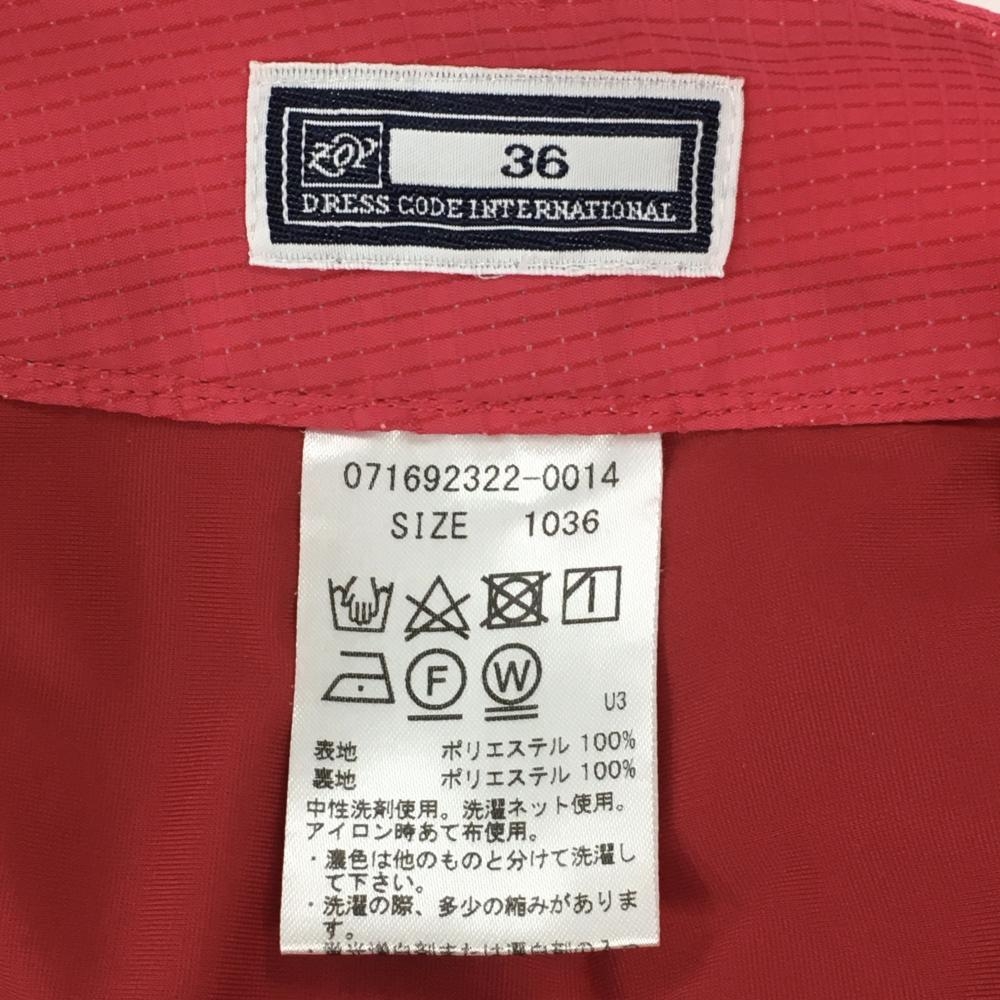 ZOY
36
DRESS CODE INTERNATIONAL
071692322-0014
SIZE 1036
F W
U3
表地 ポリエステル 100%
裏地 ポリエステル 100%
中性洗剤使用。洗濯ネット使用。
アイロン時あて布使用。
・濃色は他のものと分けて洗濯し
て下さい。
・洗濯の際、多少の縮みがありま
す。